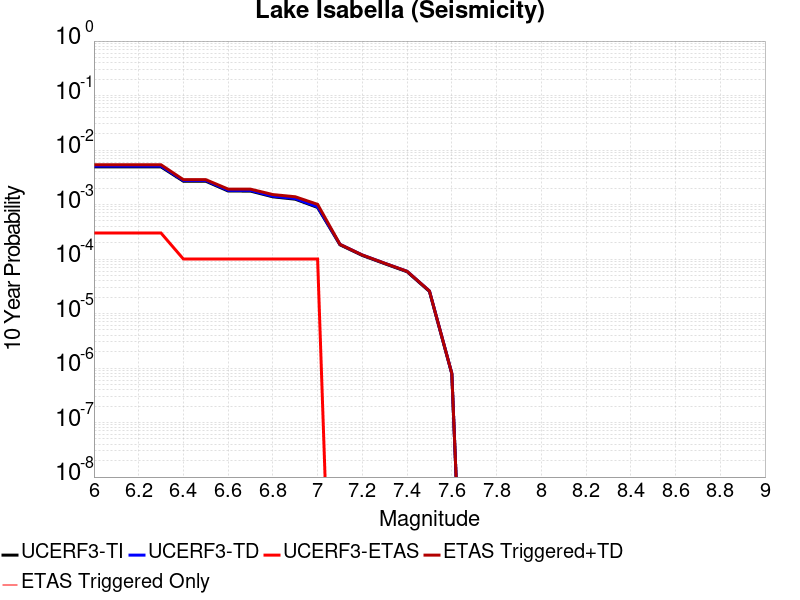 Lake Isabella (Seismicity)
10^0
10^-1
10^-2
10^-3
10^-4
10^-5
10^-6
10^-7
10^-8
10 Year Probability
6 6.2 6.4 6.6 6.8 7 7.2 7.4 7.6 7.8 8 8.2 8.4 8.6 8.8 9
Magnitude
UCERF3-TI UCERF3-TD UCERF3-ETAS ETAS Triggered+TD
ETAS Triggered Only